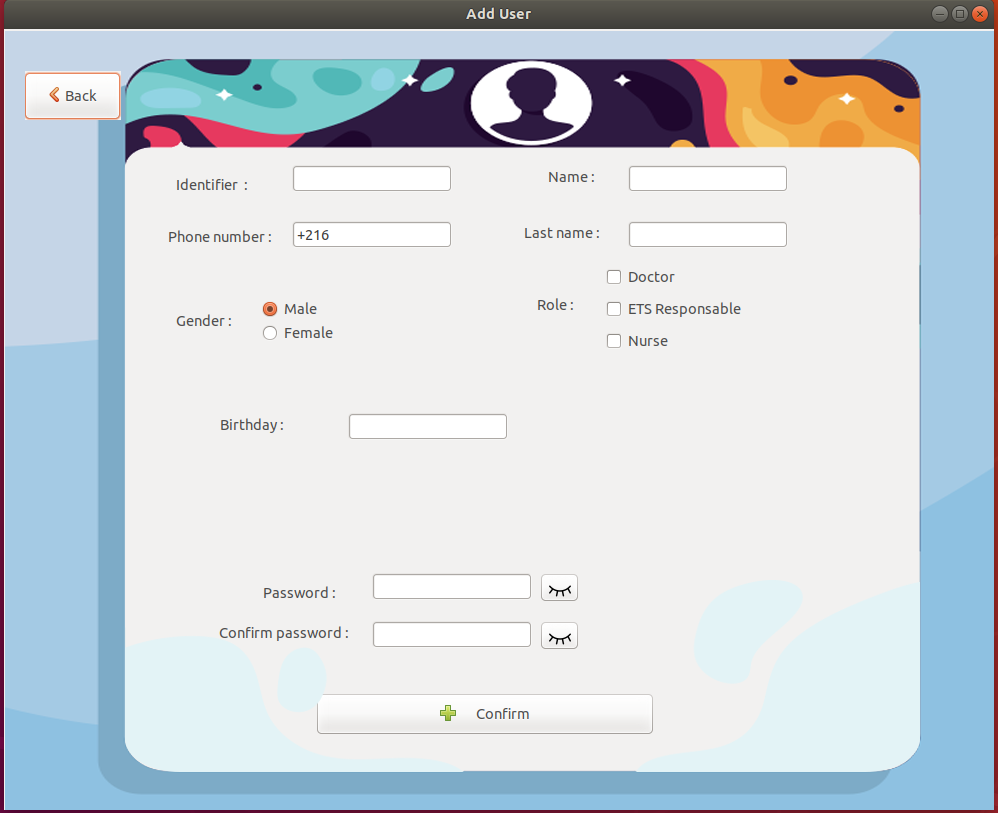 Add User
Back
Identifier :
Name :
Phone number :
+216
Last name :
Gender :
Male
Female
Role :
Doctor
ETS Responsable
Nurse
Birthday :
Password :
Confirm password :
Confirm